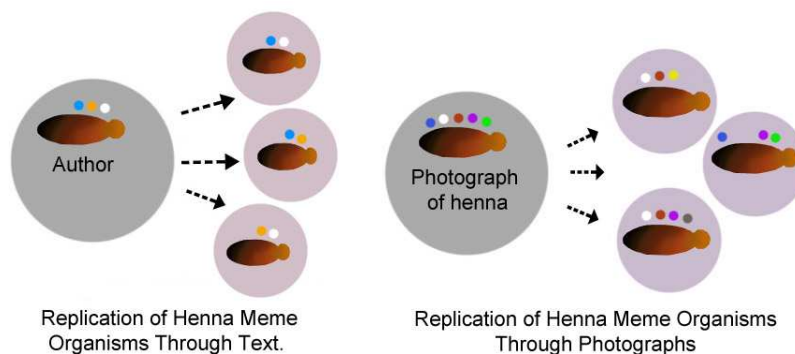 Author
Replication of Henna Meme
Organisms Through Text.
Photograph
of henna
Replication of Henna Meme Organisms
Through Photographs